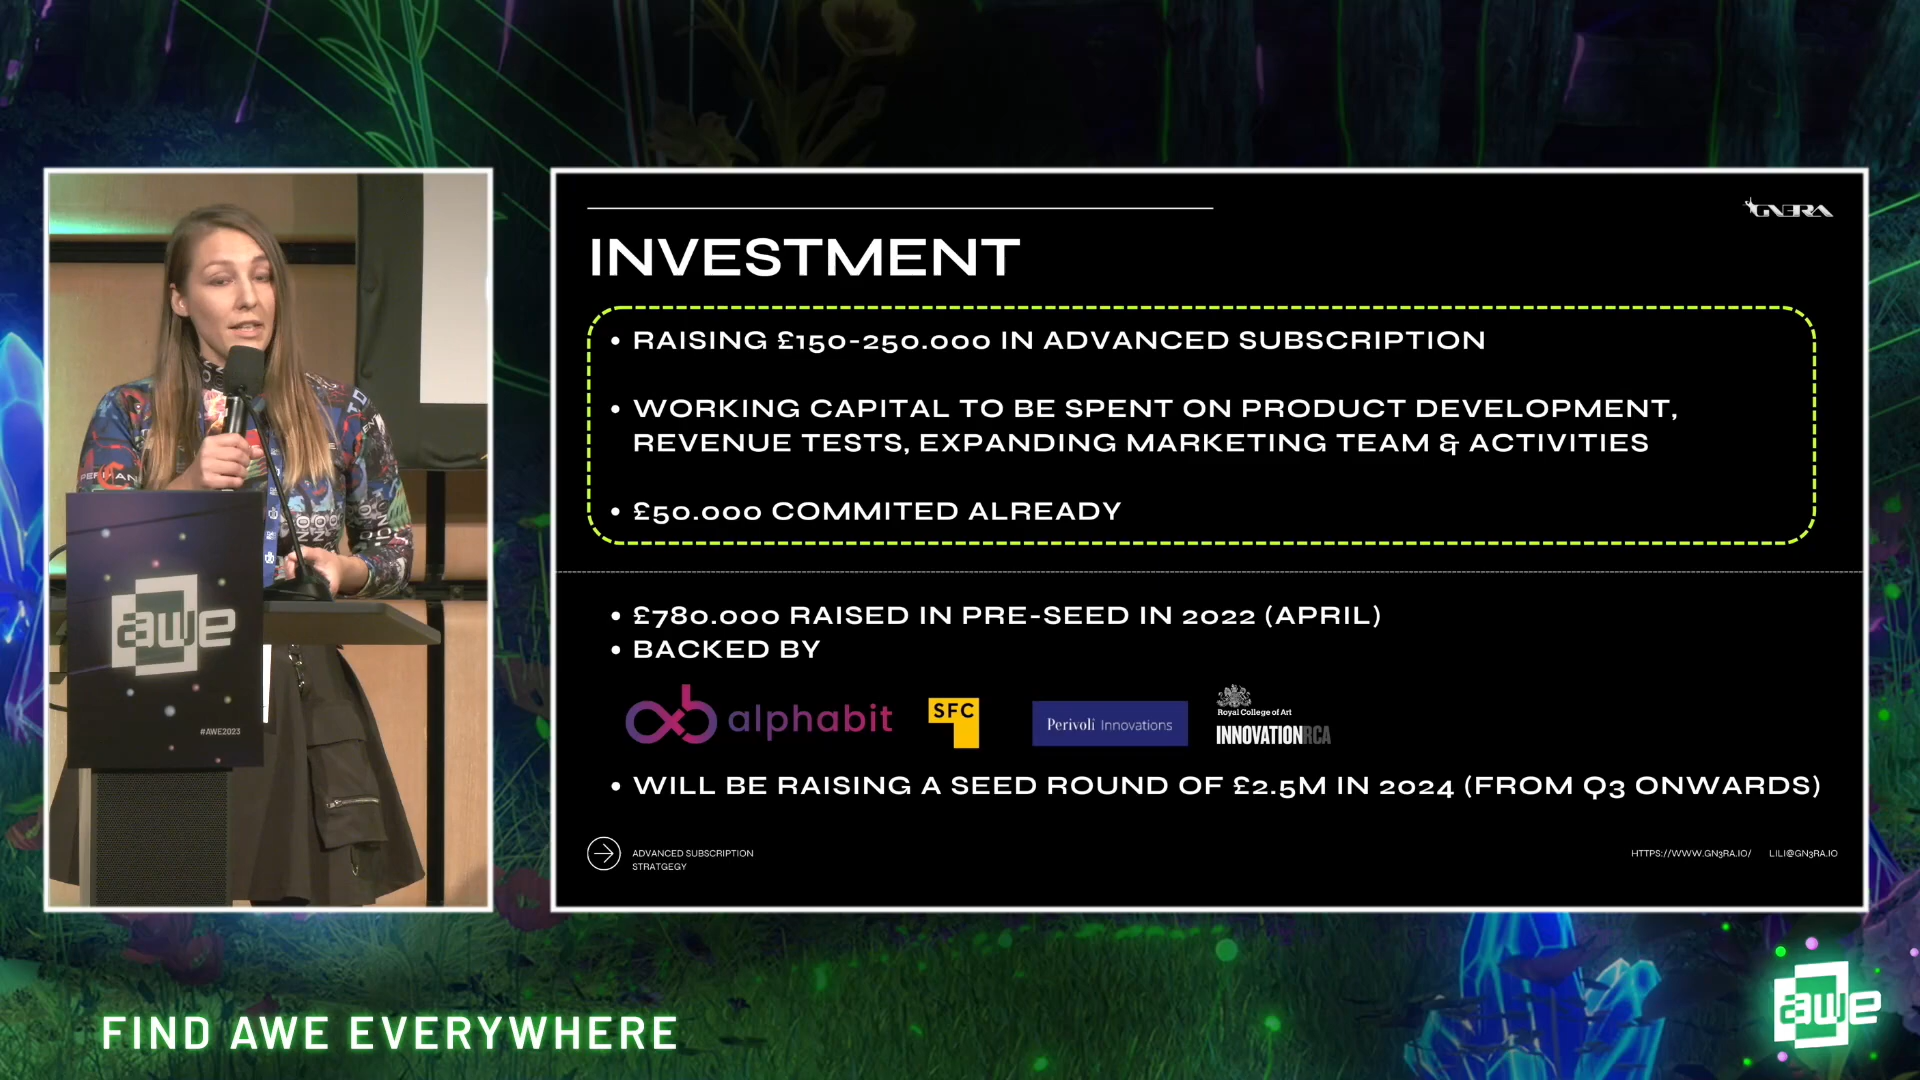 GN3RA
INVESTMENT
• RAISING £150-250.000 IN ADVANCED SUBSCRIPTION
• WORKING CAPITAL TO BE SPENT ON PRODUCT DEVELOPMENT,
REVENUE TESTS, EXPANDING MARKETING TEAM & ACTIVITIES
• £50.000 COMMITED ALREADY
• £780.000 RAISED IN PRE-SEED IN 2022 (APRIL)
• BACKED BY
alphabit
SFC
Perivoli Innovations
Royal College of Art
INNOVATIONRCA
• WILL BE RAISING A SEED ROUND OF £2.5M IN 2024 (FROM Q3 ONWARDS)
ADVANCED SUBSCRIPTION
STRATGEGY
HTTPS://WWW.GN3RA.IO/ LILI@GN3RA.IO
awe
#AWE2023
FIND AWE EVERYWHERE
awe